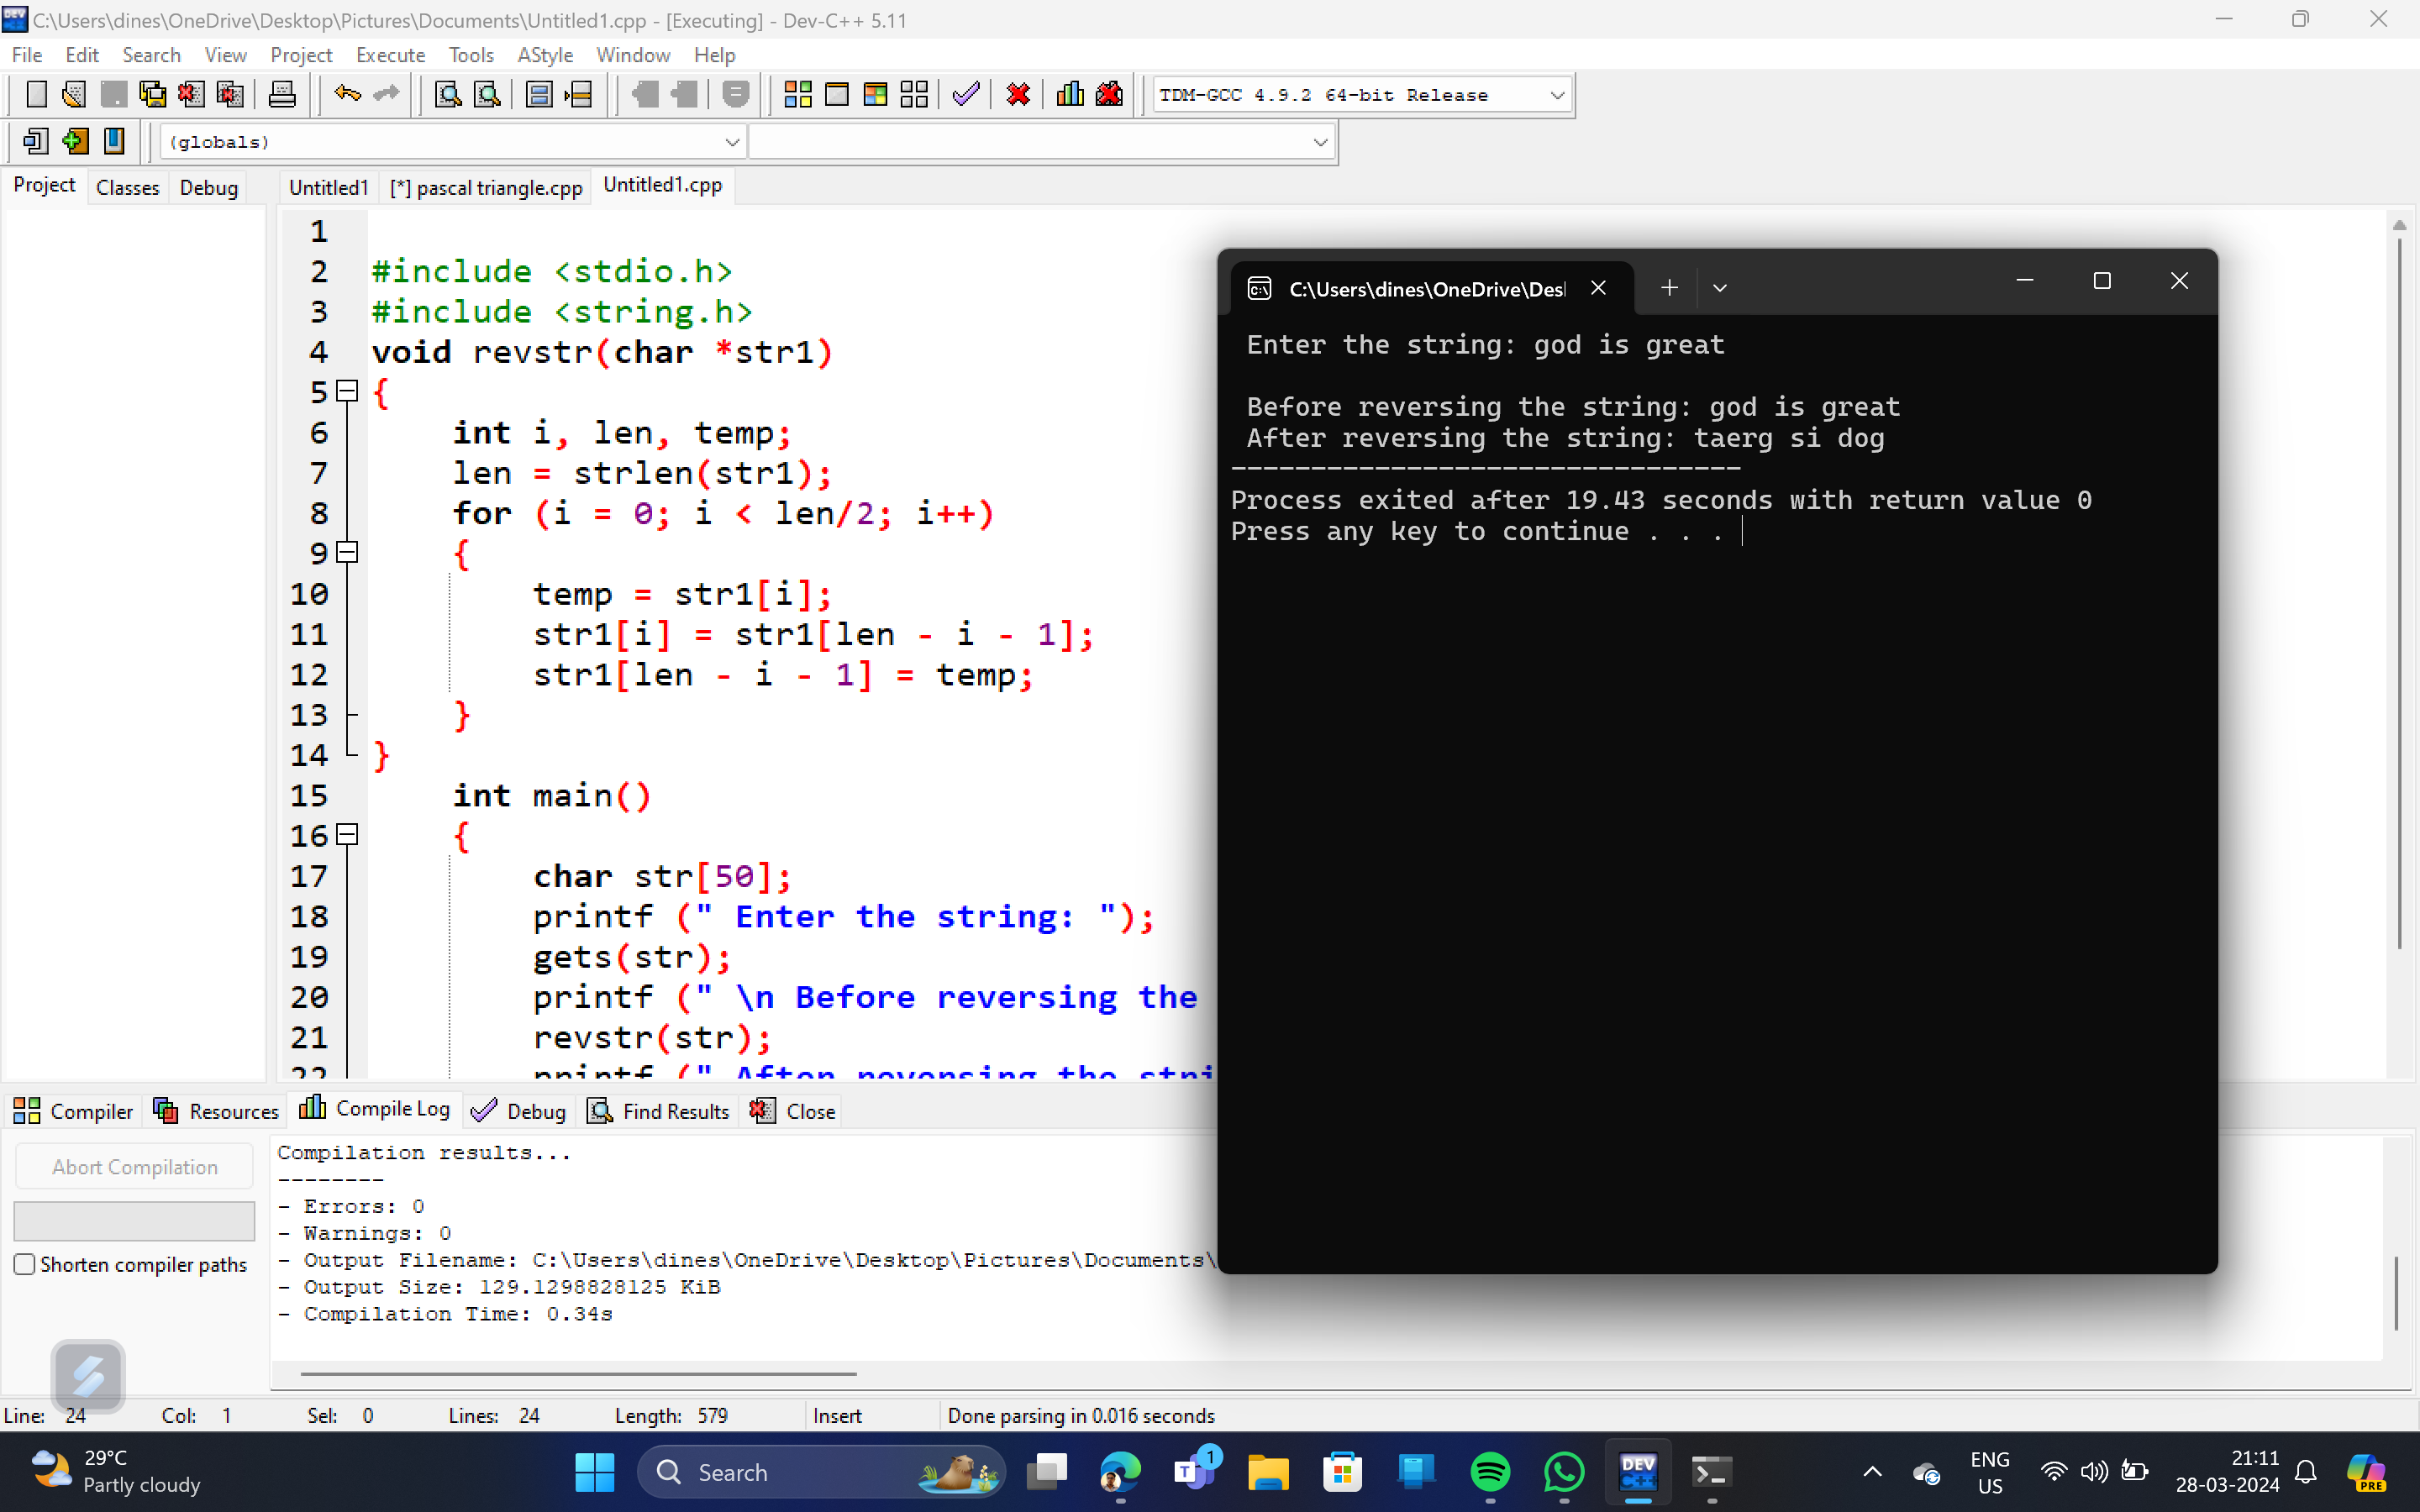 C:\Users\dines\OneDrive\Desktop\Pictures\Documents\Untitled1.cpp - [Executing] - Dev-C++ 5.11
File Edit Search View Project Execute Tools AStyle Window Help
TDM-GCC 4.9.2 64-bit Release
(globals)
Project Classes Debug
Untitled1 [*] pascal triangle.cpp Untitled1.cpp
1
2 #include <stdio.h>
3 #include <string.h>
4 void revstr(char *str1)
5 {
6 int i, len, temp;
7 len = strlen(str1);
8 for (i = 0; i < len/2; i++)
9 {
10 temp = str1[i];
11 str1[i] = str1[len - i - 1];
12 str1[len - i - 1] = temp;
13 }
14 }
15 int main()
16 {
17 char str[50];
18 printf (" Enter the string: ");
19 gets(str);
20 printf (" \n Before reversing the
21 revstr(str);
22 printf (" After reversing the stri
C:\Users\dines\OneDrive\Des
Enter the string: god is great
Before reversing the string: god is great
After reversing the string: taerg si dog
--------------------------------
Process exited after 19.43 seconds with return value 0
Press any key to continue . . .
Compiler Resources Compile Log Debug Find Results Close
Abort Compilation
Shorten compiler paths
Compilation results...
--------
- Errors: 0
- Warnings: 0
- Output Filename: C:\Users\dines\OneDrive\Desktop\Pictures\Documents\
- Output Size: 129.1298828125 KiB
- Compilation Time: 0.34s
Line: 24 Col: 1 Sel: 0 Lines: 24 Length: 579 Insert Done parsing in 0.016 seconds
29°C
Partly cloudy
Search
T
1
DEV
C++
ENG
US
21:11
28-03-2024
PRE